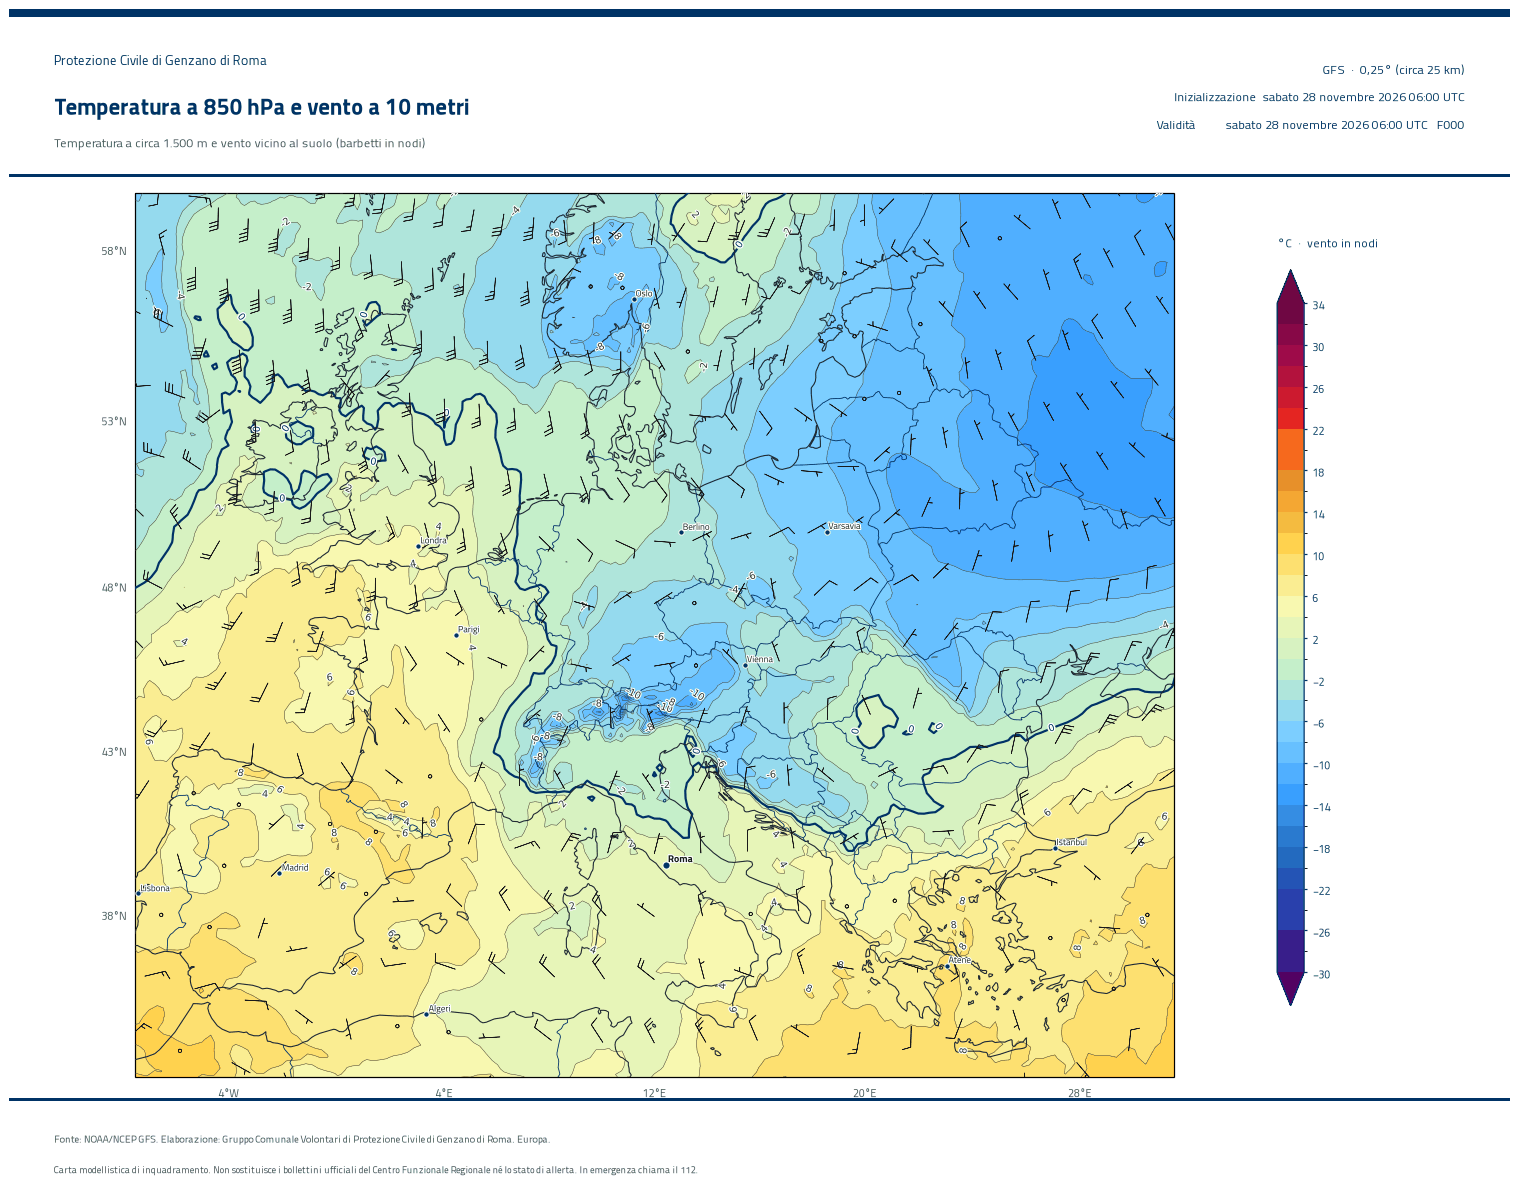 Protezione Civile di Genzano di Roma
Temperatura a 850 hPa e vento a 10 metri
Temperatura a circa 1.500 m e vento vicino al suolo (barbetti in nodi)
GFS · 0,25° (circa 25 km)
Inizializzazione sabato 28 novembre 2026 06:00 UTC
Validità sabato 28 novembre 2026 06:00 UTC F000
°C · vento in nodi
34
30
26
22
18
14
10
6
2
−2
−6
−10
−14
−18
−22
−26
−30
58°N
53°N
48°N
43°N
38°N
4°W
4°E
12°E
20°E
28°E
Oslo
Berlino
Varsavia
Londra
Parigi
Vienna
Madrid
Lisbona
Roma
Istanbul
Atene
Algeri
Fonte: NOAA/NCEP GFS. Elaborazione: Gruppo Comunale Volontari di Protezione Civile di Genzano di Roma. Europa.
Carta modellistica di inquadramento. Non sostituisce i bollettini ufficiali del Centro Funzionale Regionale né lo stato di allerta. In emergenza chiama il 112.